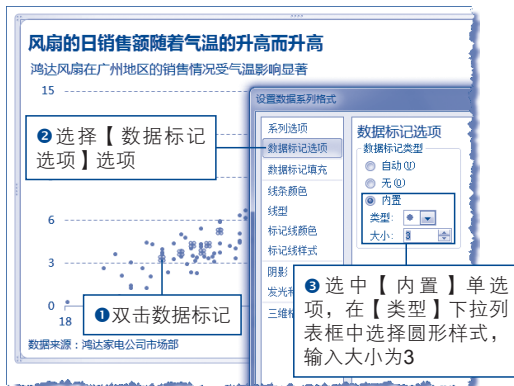 风扇的日销售额随着气温的升高而升高
鸿达风扇在广州地区的销售情况受气温影响显著
15
6
3
0
18
数据来源：鸿达家电公司市场部
❷选择【数据标记
选项】选项
❶双击数据标记
设置数据系列格式
系列选项
数据标记选项
数据标记填充
线条颜色
线型
标记线颜色
标记线样式
阴影
三维
数据标记选项
数据标记类型
自动(U)
无(O)
内置
类型:
大小: 3
❸选中【内置】单选
项，在【类型】下拉列
表框中选择圆形样式，
输入大小为3